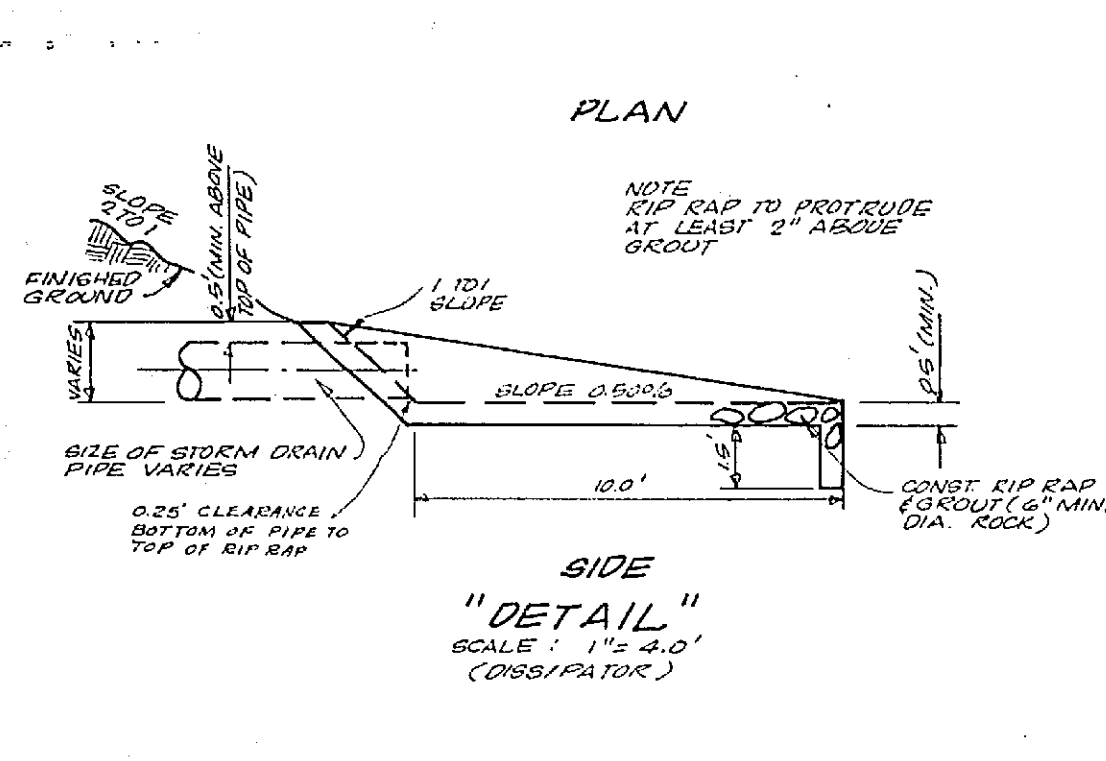 PLAN
NOTE
RIP RAP TO PROTRUDE
AT LEAST 2" ABOVE
GROUT
SLOPE
2 TO 1
FINISHED
GROUND
0.5' (MIN. ABOVE
TOP OF PIPE)
1 TO 1
SLOPE
VARIES
SLOPE 0.50%
0.5' (MIN.)
SIZE OF STORM DRAIN
PIPE VARIES
1.5'
10.0'
0.25' CLEARANCE
BOTTOM OF PIPE TO
TOP OF RIP RAP
CONST. RIP RAP
& GROUT (6" MIN.
DIA. ROCK)
SIDE
"DETAIL"
SCALE : 1" = 4.0'
(DISSIPATOR)